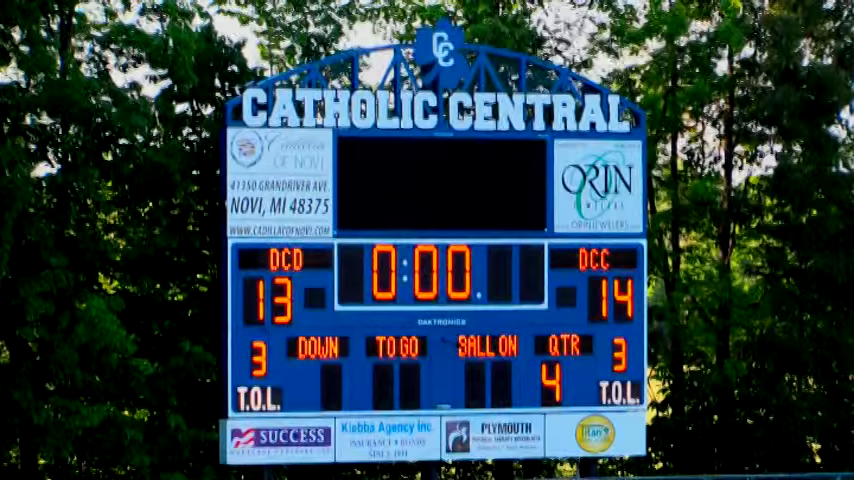 CC
CATHOLIC CENTRAL
OF NOVI
41350 GRANDRIVER AVE.
NOVI, MI 48375
WWW.CADILLACOFNOVI.COM
ORIN
JEWELERS
ORINJEWELERS
DCD
0:00.
DCC
13
14
DAKTRONICS
3
DOWN
TO GO
BALL ON
QTR
3
4
T.O.L.
T.O.L.
SUCCESS
Klebba Agency Inc.
INSURANCE & BONDS
PLYMOUTH
Titan's